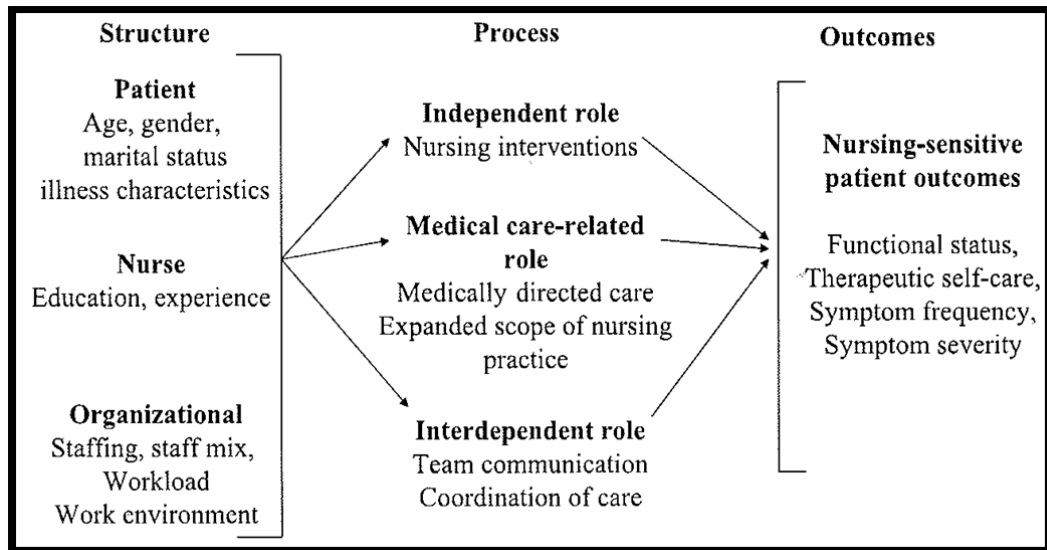 Structure
Patient
Age, gender,
marital status
illness characteristics
Nurse
Education, experience
Organizational
Staffing, staff mix,
Workload
Work environment
Process
Independent role
Nursing interventions
Medical care-related
role
Medically directed care
Expanded scope of nursing
practice
Interdependent role
Team communication
Coordination of care
Outcomes
Nursing-sensitive
patient outcomes
Functional status,
Therapeutic self-care,
Symptom frequency,
Symptom severity